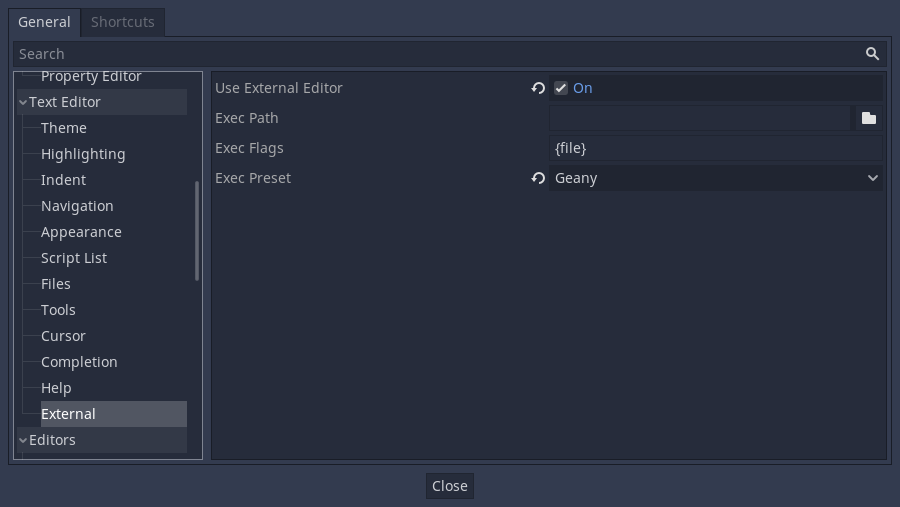 General Shortcuts
Search
Property Editor
Text Editor
Theme
Highlighting
Indent
Navigation
Appearance
Script List
Files
Tools
Cursor
Completion
Help
External
Editors
Use External Editor On
Exec Path
Exec Flags {file}
Exec Preset Geany
Close